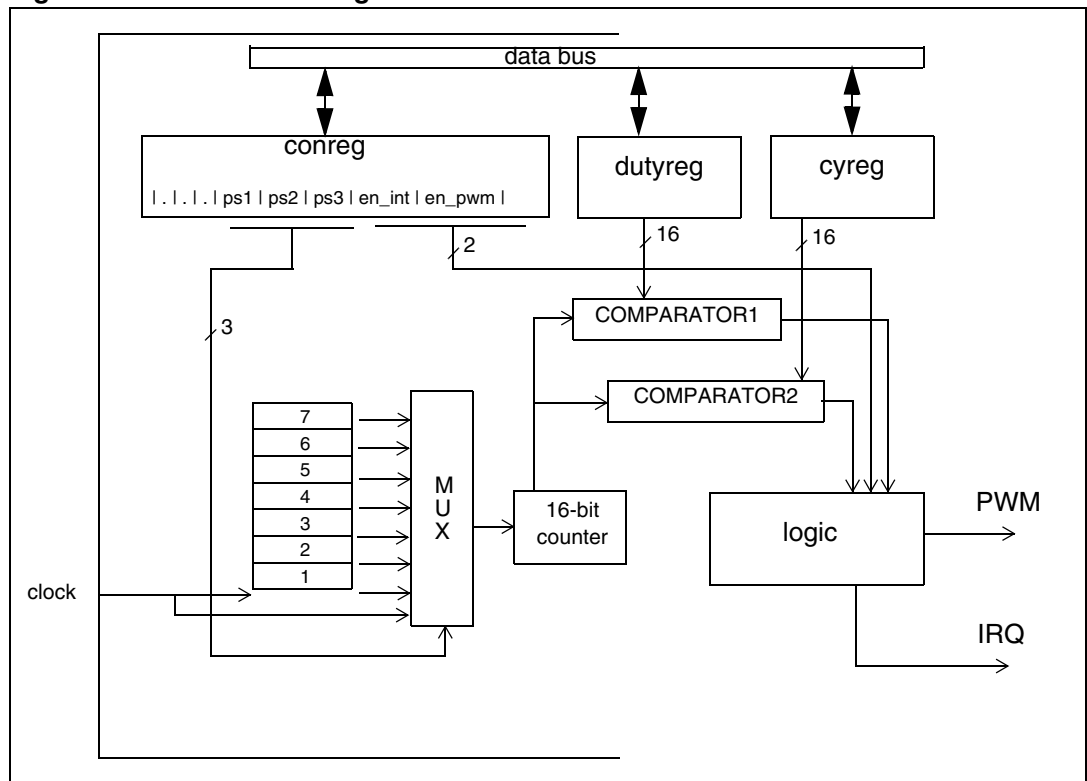 data bus
conreg
| . | . | . | ps1 | ps2 | ps3 | en_int | en_pwm |
dutyreg
cyreg
2
16
16
3
COMPARATOR1
COMPARATOR2
7
6
5
4
3
2
1
M
U
X
16-bit
counter
logic
PWM
IRQ
clock